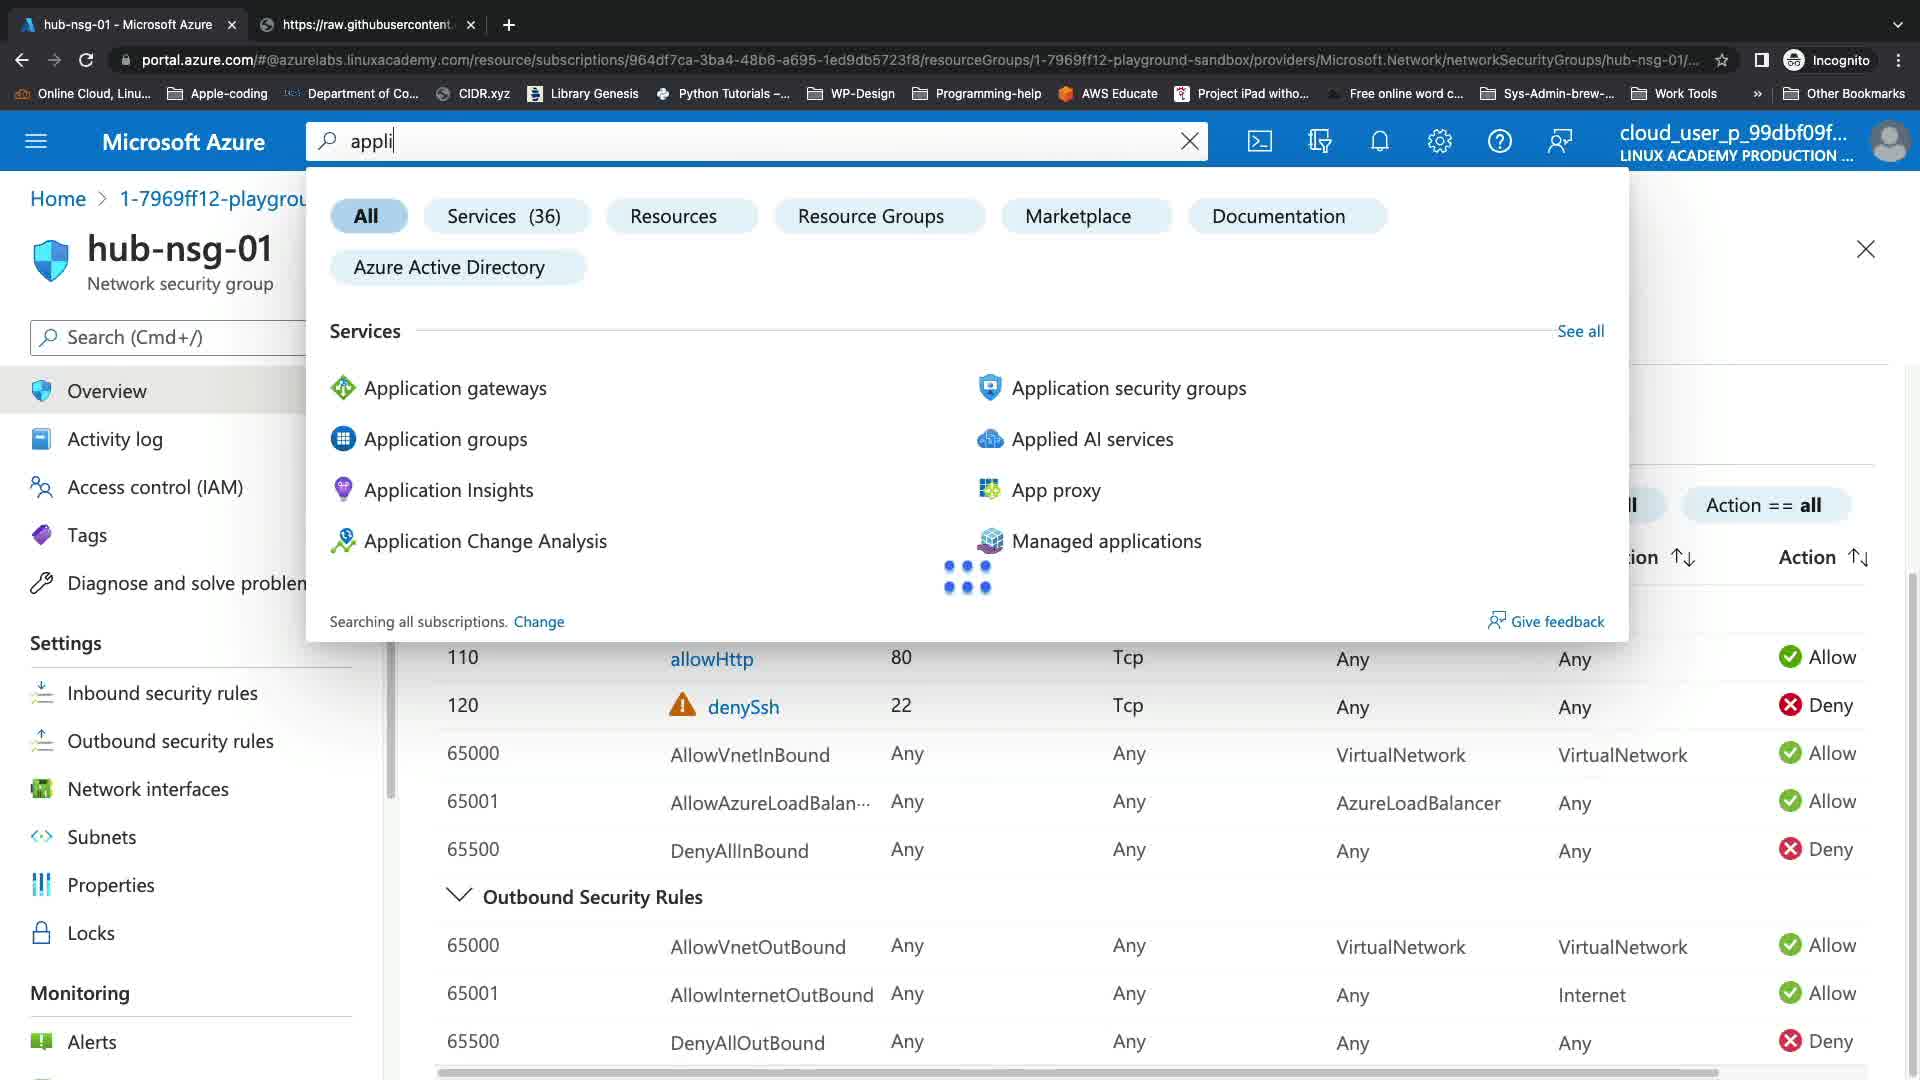 hub-nsg-01 - Microsoft Azure
https://raw.githubusercontent
portal.azure.com/#@azurelabs.linuxacademy.com/resource/subscriptions/964df7ca-3ba4-48b6-a695-1ed9db5723f8/resourceGroups/1-7969ff12-playground-sandbox/providers/Microsoft.Network/networkSecurityGroups/hub-nsg-01/...
Incognito
Online Cloud, Linu...
Apple-coding
Department of Co...
CIDR.xyz
Library Genesis
Python Tutorials –...
WP-Design
Programming-help
AWS Educate
Project iPad witho...
Free online word c...
Sys-Admin-brew-...
Work Tools
»
Other Bookmarks
Microsoft Azure
appli
cloud_user_p_99dbf09f...
LINUX ACADEMY PRODUCTION ...
Home > 1-7969ff12-playgrou
hub-nsg-01
Network security group
Search (Cmd+/)
Overview
Activity log
Access control (IAM)
Tags
Diagnose and solve problem
Settings
Inbound security rules
Outbound security rules
Network interfaces
Subnets
Properties
Locks
Monitoring
Alerts
All
Services (36)
Resources
Resource Groups
Marketplace
Documentation
Azure Active Directory
Services
See all
Application gateways
Application security groups
Application groups
Applied AI services
Application Insights
App proxy
Application Change Analysis
Managed applications
Searching all subscriptions. Change
Give feedback
ll
Action == all
ion
Action
110 allowHttp 80 Tcp Any Any Allow
120 denySsh 22 Tcp Any Any Deny
65000 AllowVnetInBound Any Any VirtualNetwork VirtualNetwork Allow
65001 AllowAzureLoadBalan··· Any Any AzureLoadBalancer Any Allow
65500 DenyAllInBound Any Any Any Any Deny
Outbound Security Rules
65000 AllowVnetOutBound Any Any VirtualNetwork VirtualNetwork Allow
65001 AllowInternetOutBound Any Any Any Internet Allow
65500 DenyAllOutBound Any Any Any Any Deny